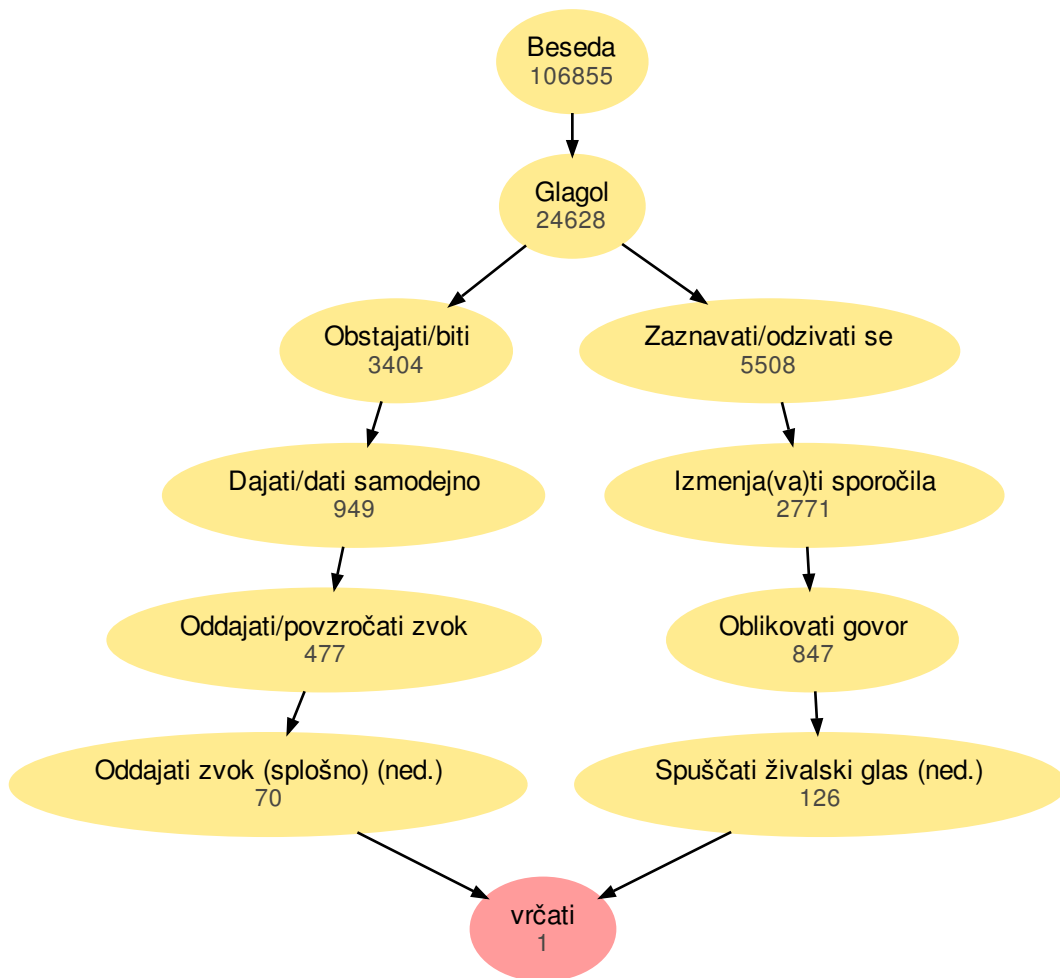 Beseda
106855
Glagol
24628
Obstajati/biti
3404
Zaznavati/odzivati se
5508
Dajati/dati samodejno
949
Izmenja(va)ti sporočila
2771
Oddajati/povzročati zvok
477
Oblikovati govor
847
Oddajati zvok (splošno) (ned.)
70
Spuščati živalski glas (ned.)
126
vrčati
1